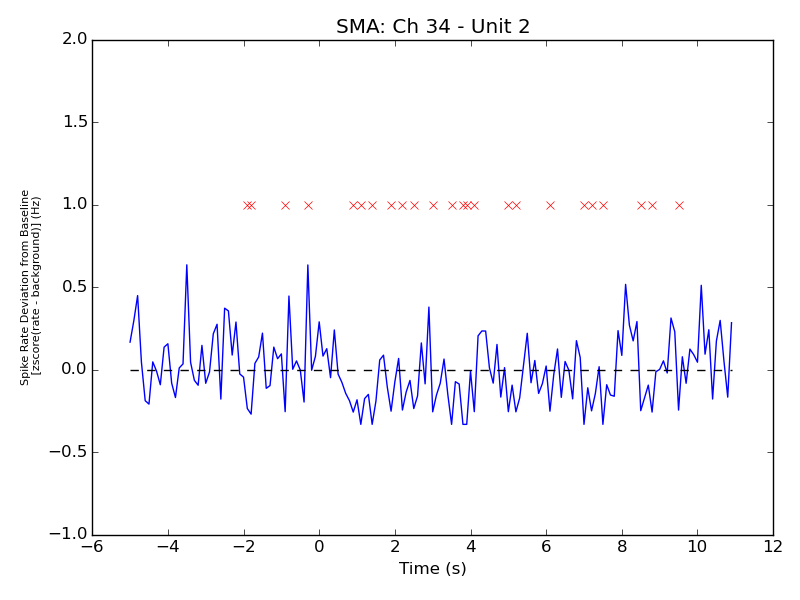 SMA: Ch 34 - Unit 2
2.0
1.5
1.0
0.5
0.0
−0.5
−1.0
Spike Rate Deviation from Baseline
[zscore(rate - background)] (Hz)
−6 −4 −2 0 2 4 6 8 10 12
Time (s)